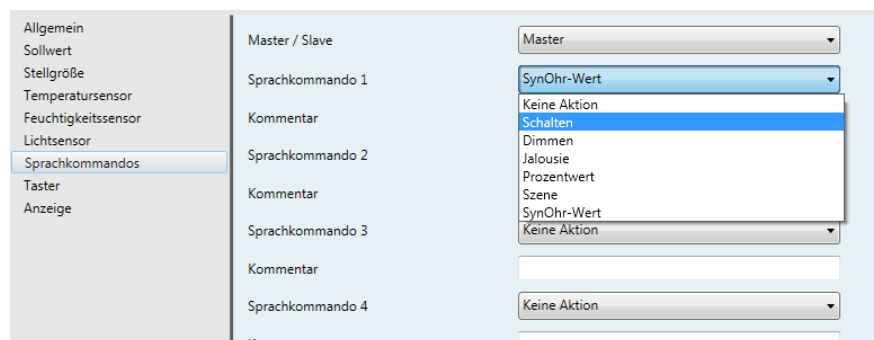 Allgemein
Sollwert
Stellgröße
Temperatursensor
Feuchtigkeitssensor
Lichtsensor
Sprachkommandos
Taster
Anzeige
Master / Slave
Master
Sprachkommando 1
SynOhr-Wert
Keine Aktion
Schalten
Dimmen
Jalousie
Prozentwert
Szene
SynOhr-Wert
Kommentar
Sprachkommando 2
Kommentar
Sprachkommando 3
Keine Aktion
Kommentar
Sprachkommando 4
Keine Aktion